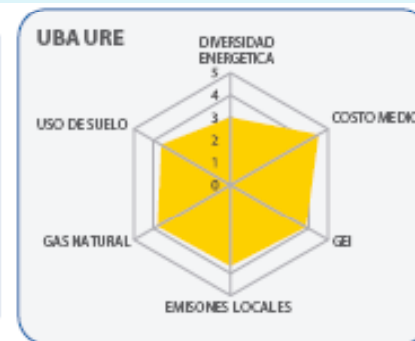 UBA URE
DIVERSIDAD
ENERGETICA
5
4
3
2
1
0
USO DE SUELO
COSTO MEDIO
GAS NATURAL
GEI
EMISONES LOCALES